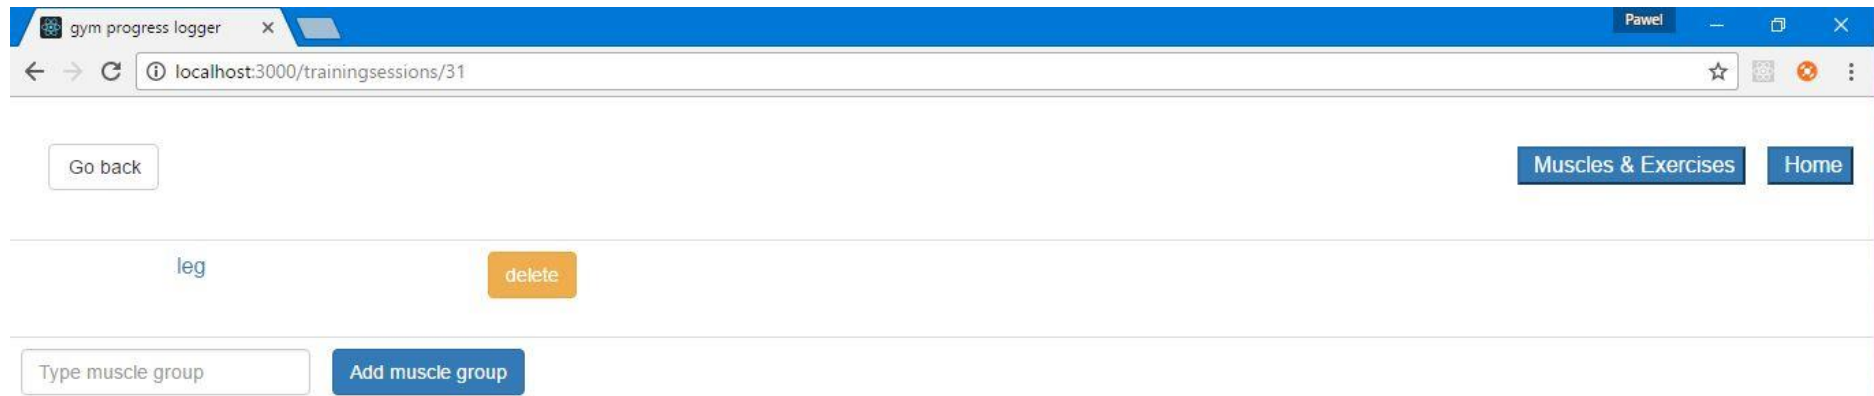 gym progress logger
Pawel
localhost:3000/trainingsessions/31
Go back
Muscles & Exercises
Home
leg
delete
Type muscle group
Add muscle group